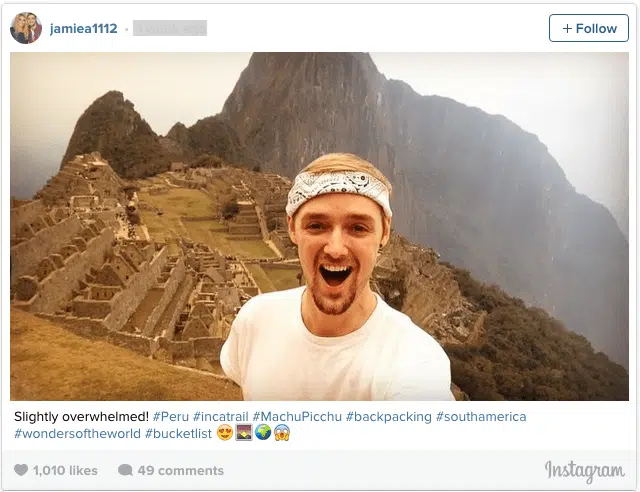 jamiea1112 •
+ Follow
Slightly overwhelmed! #Peru #incatrail #MachuPicchu #backpacking #southamerica
#wondersoftheworld #bucketlist 😍🌄🌍😱
1,010 likes 49 comments
Instagram